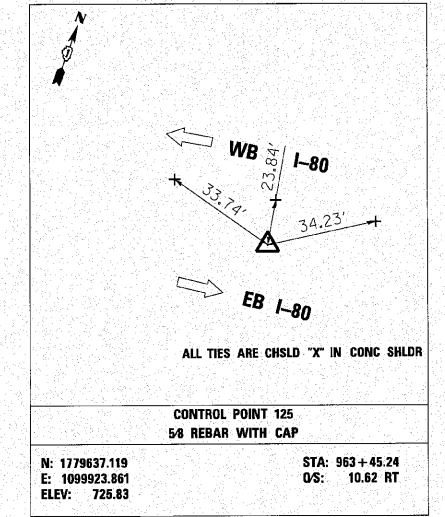 N
WB I-80
23.84'
33.74'
34.23'
EB I-80
ALL TIES ARE CHSLD "X" IN CONC SHLDR
CONTROL POINT 125
5/8 REBAR WITH CAP
N: 1779637.119
E: 1099923.861
ELEV: 725.83
STA: 963+45.24
O/S: 10.62 RT